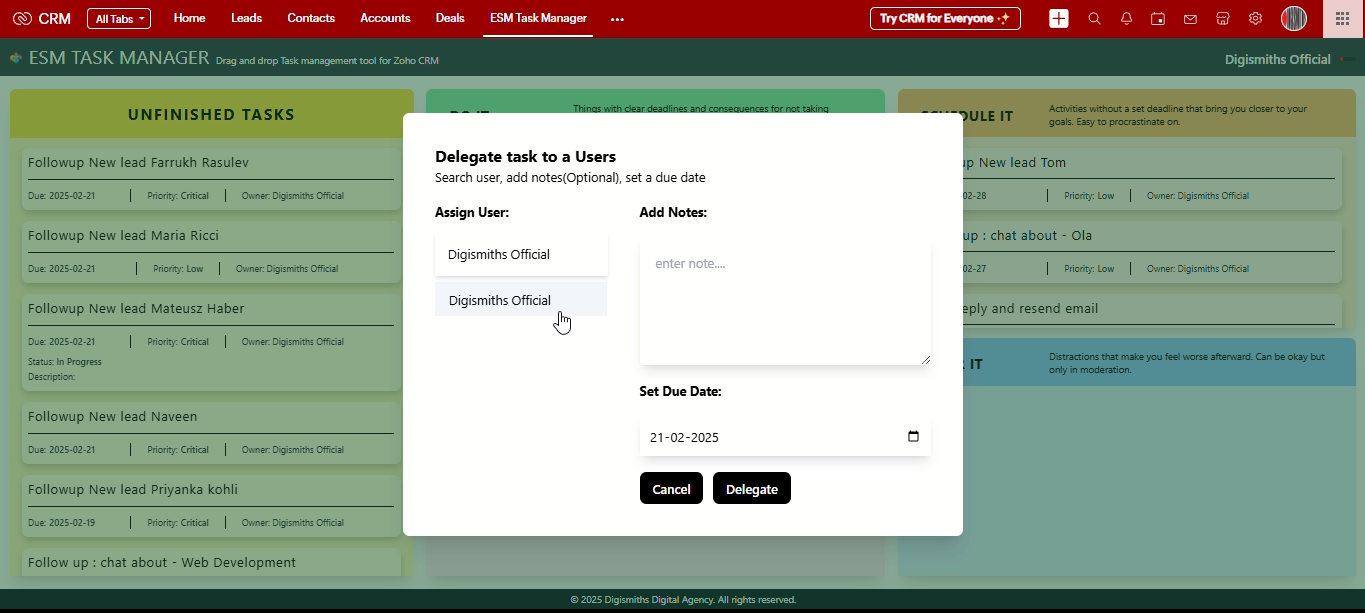 CRM
All Tabs
Home
Leads
Contacts
Accounts
Deals
ESM Task Manager
...
Try CRM for Everyone
ESM TASK MANAGER Drag and drop Task management tool for Zoho CRM
Digismiths Official
UNFINISHED TASKS
Followup New lead Farrukh Rasulev
Due: 2025-02-21
Priority: Critical
Owner: Digismiths Official
Followup New lead Maria Ricci
Due: 2025-02-21
Priority: Low
Owner: Digismiths Official
Followup New lead Mateusz Haber
Due: 2025-02-21
Priority: Critical
Owner: Digismiths Official
Status: In Progress
Description:
Followup New lead Naveen
Due: 2025-02-21
Priority: Critical
Owner: Digismiths Official
Followup New lead Priyanka kohli
Due: 2025-02-19
Priority: Critical
Owner: Digismiths Official
Follow up : chat about - Web Development
Things with clear deadlines and consequences for not taking
Delegate task to a Users
Search user, add notes(Optional), set a due date
Assign User:
Digismiths Official
Digismiths Official
Add Notes:
enter note....
Set Due Date:
21-02-2025
Cancel
Delegate
IT
Activities without a set deadline that bring you closer to your
goals. Easy to procrastinate on.
up New lead Tom
02-28
Priority: Low
Owner: Digismiths Official
up : chat about - Ola
02-27
Priority: Low
Owner: Digismiths Official
eply and resend email
IT
Distractions that make you feel worse afterward. Can be okay but
only in moderation.
© 2025 Digismiths Digital Agency. All rights reserved.